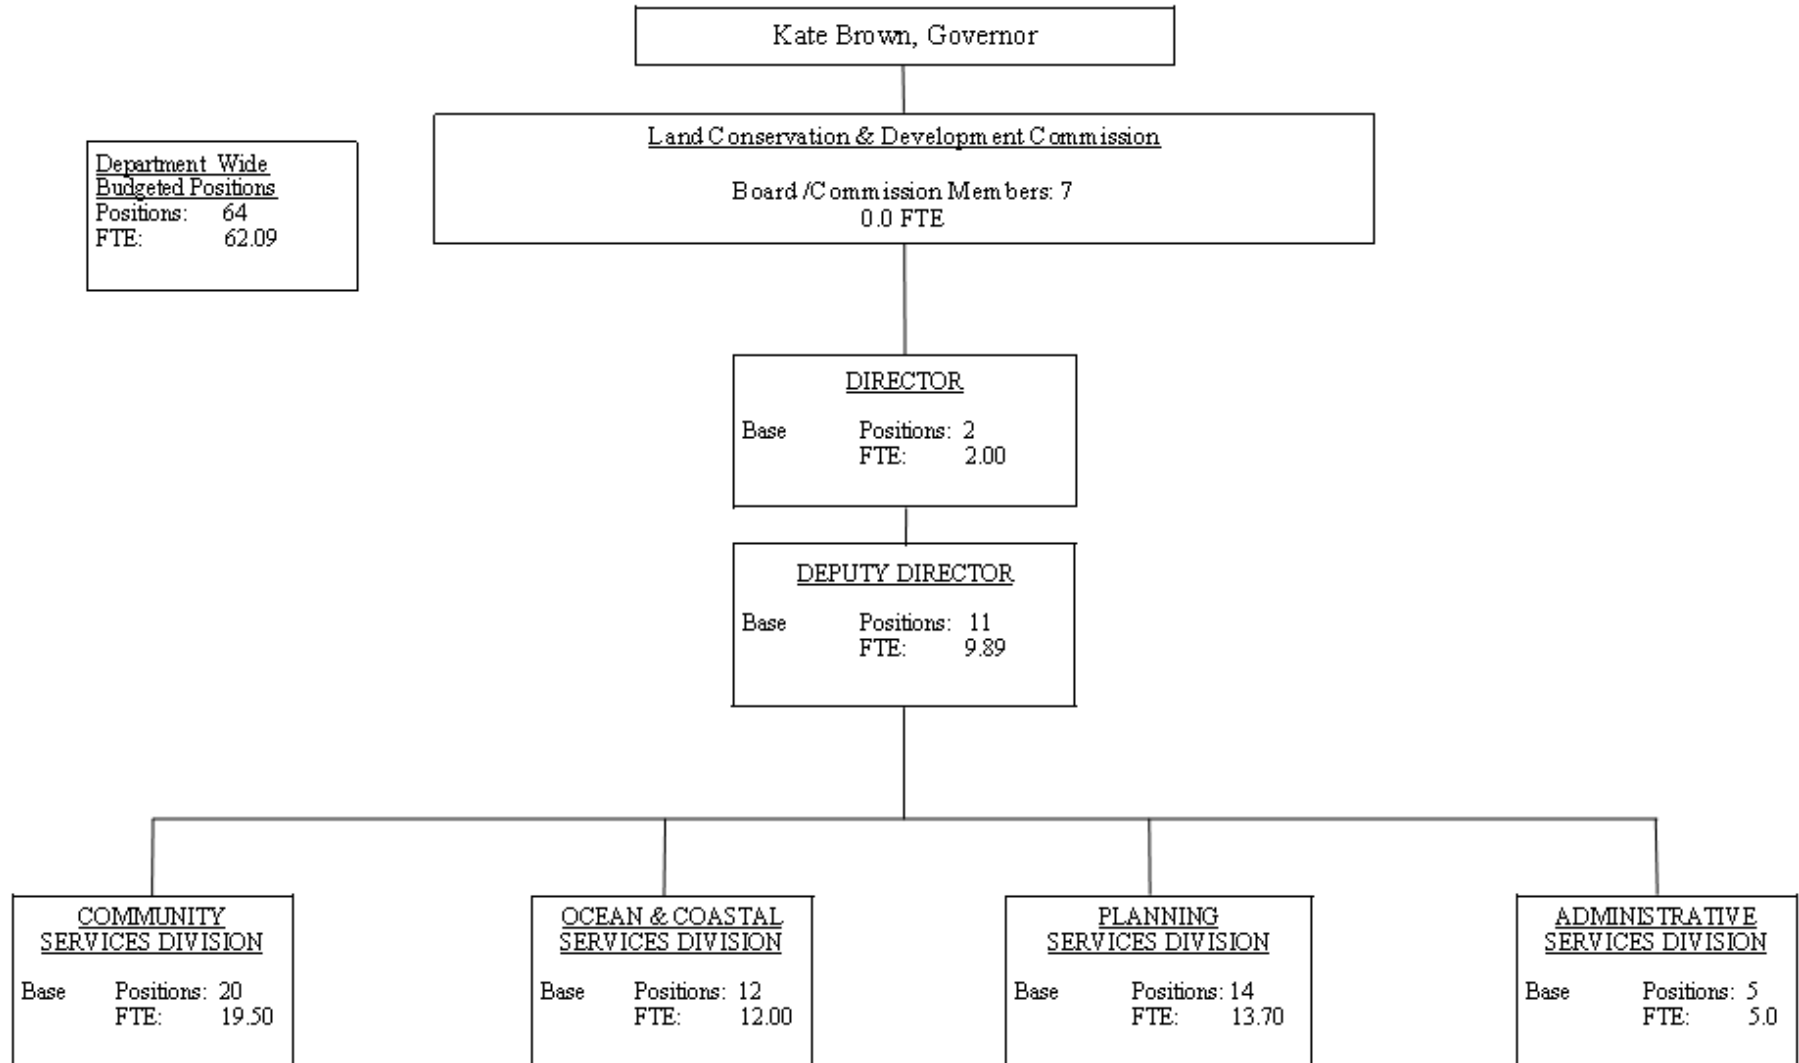 Kate Brown, Governor
Land Conservation & Development Commission
Board/Commission Members: 7
0.0 FTE
Department Wide
Budgeted Positions
Positions: 64
FTE: 62.09
DIRECTOR
Base Positions: 2
FTE: 2.00
DEPUTY DIRECTOR
Base Positions: 11
FTE: 9.89
COMMUNITY
SERVICES DIVISION
Base Positions: 20
FTE: 19.50
OCEAN & COASTAL
SERVICES DIVISION
Base Positions: 12
FTE: 12.00
PLANNING
SERVICES DIVISION
Base Positions: 14
FTE: 13.70
ADMINISTRATIVE
SERVICES DIVISION
Base Positions: 5
FTE: 5.0